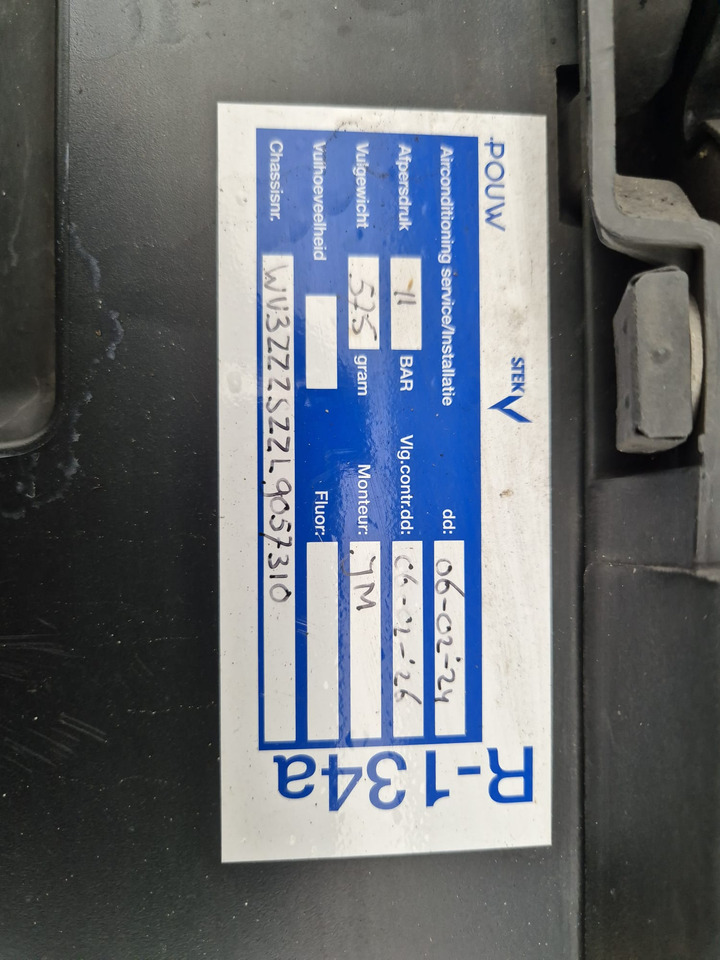 POUW
STEK
R-134a
Airconditioning service/Installatie dd: 06-02-'24
Afpersdruk 11 BAR Vlg.contr.dd: 06-02-'26
Vulgewicht 575 gram Monteur: JM
Vulhoeveelheid Fluor:
Chassisnr. WV3ZZZSZZL9057310